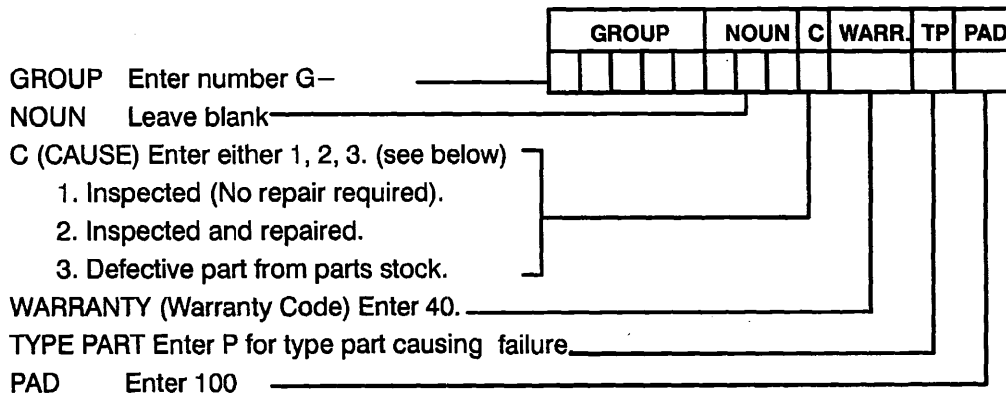 GROUP NOUN C WARR. TP PAD
GROUP Enter number G–
NOUN Leave blank
C (CAUSE) Enter either 1, 2, 3. (see below)
1. Inspected (No repair required).
2. Inspected and repaired.
3. Defective part from parts stock.
WARRANTY (Warranty Code) Enter 40.
TYPE PART Enter P for type part causing failure
PAD Enter 100